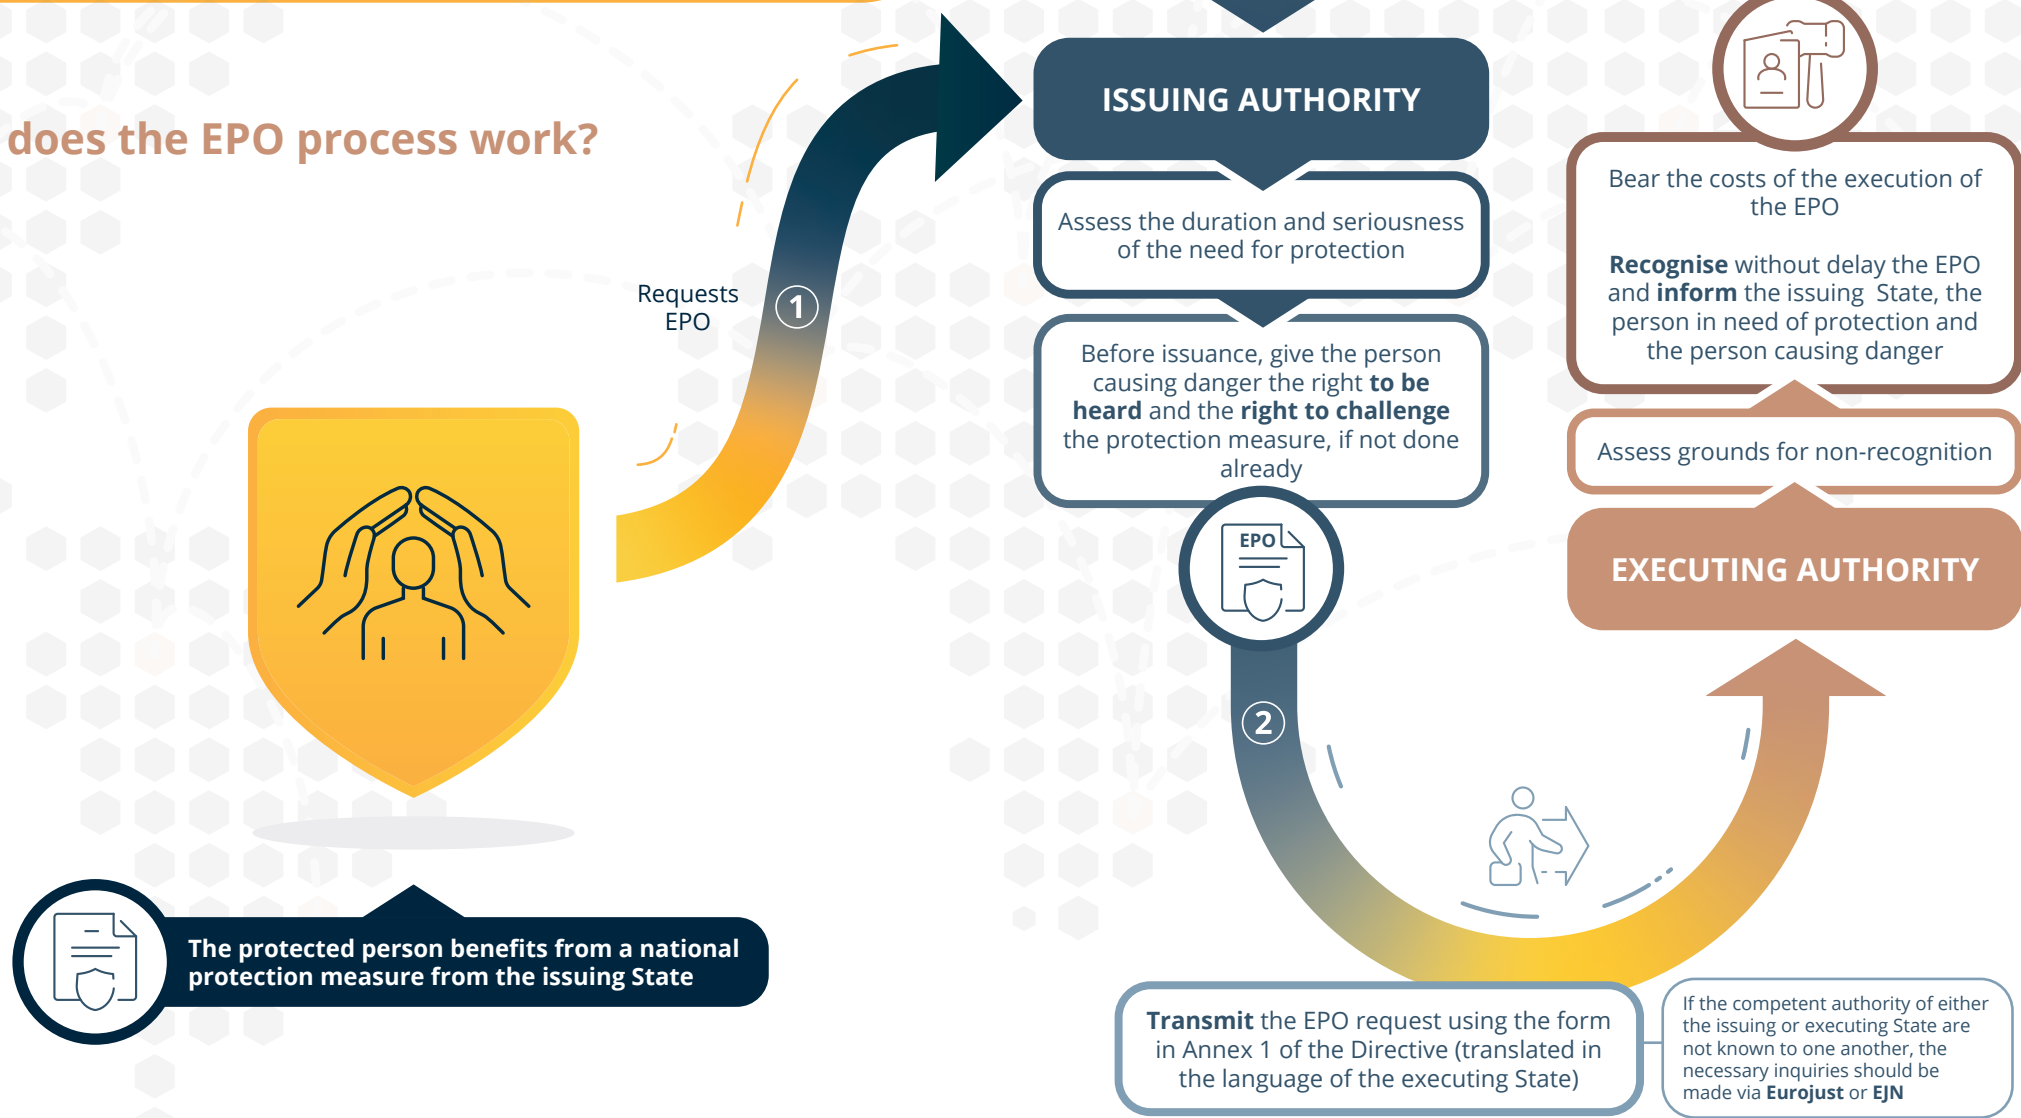 does the EPO process work?
Requests
EPO
1
The protected person benefits from a national
protection measure from the issuing State
ISSUING AUTHORITY
Assess the duration and seriousness
of the need for protection
Before issuance, give the person
causing danger the right to be
heard and the right to challenge
the protection measure, if not done
already
EPO
2
Transmit the EPO request using the form
in Annex 1 of the Directive (translated in
the language of the executing State)
If the competent authority of either
the issuing or executing State are
not known to one another, the
necessary inquiries should be
made via Eurojust or EJN
EXECUTING AUTHORITY
Assess grounds for non-recognition
Bear the costs of the execution of
the EPO
Recognise without delay the EPO
and inform the issuing State, the
person in need of protection and
the person causing danger